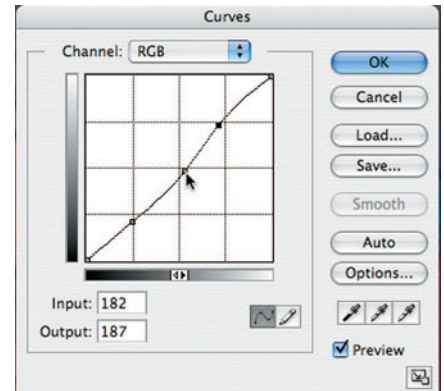 Curves
Channel: RGB
OK
Cancel
Load...
Save...
Smooth
Auto
Options...
Input: 182
Output: 187
Preview